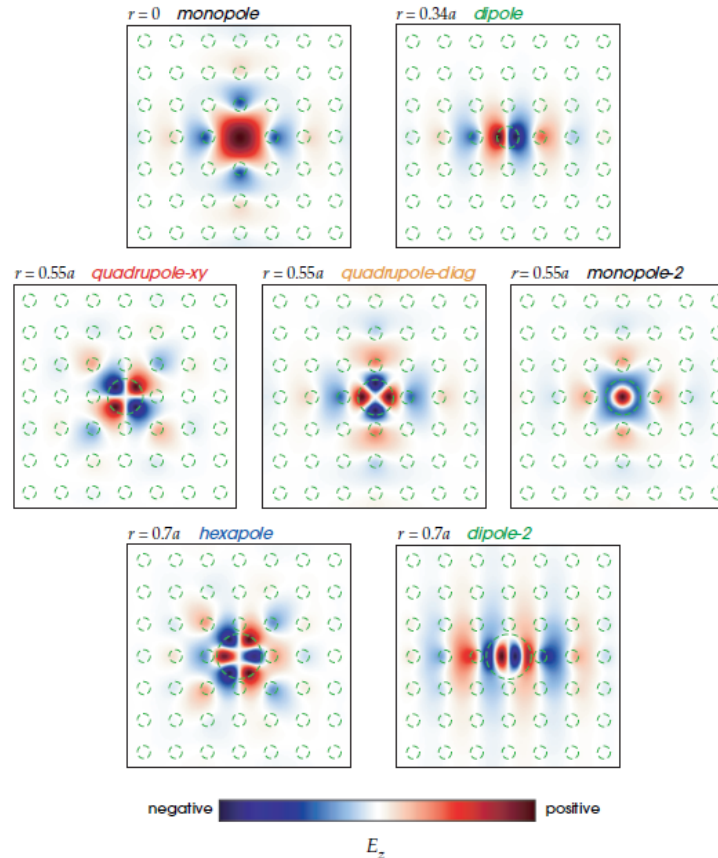 r = 0 monopole
r = 0.34a dipole
r = 0.55a quadrupole-xy
r = 0.55a quadrupole-diag
r = 0.55a monopole-2
r = 0.7a hexapole
r = 0.7a dipole-2
negative positive
E_z